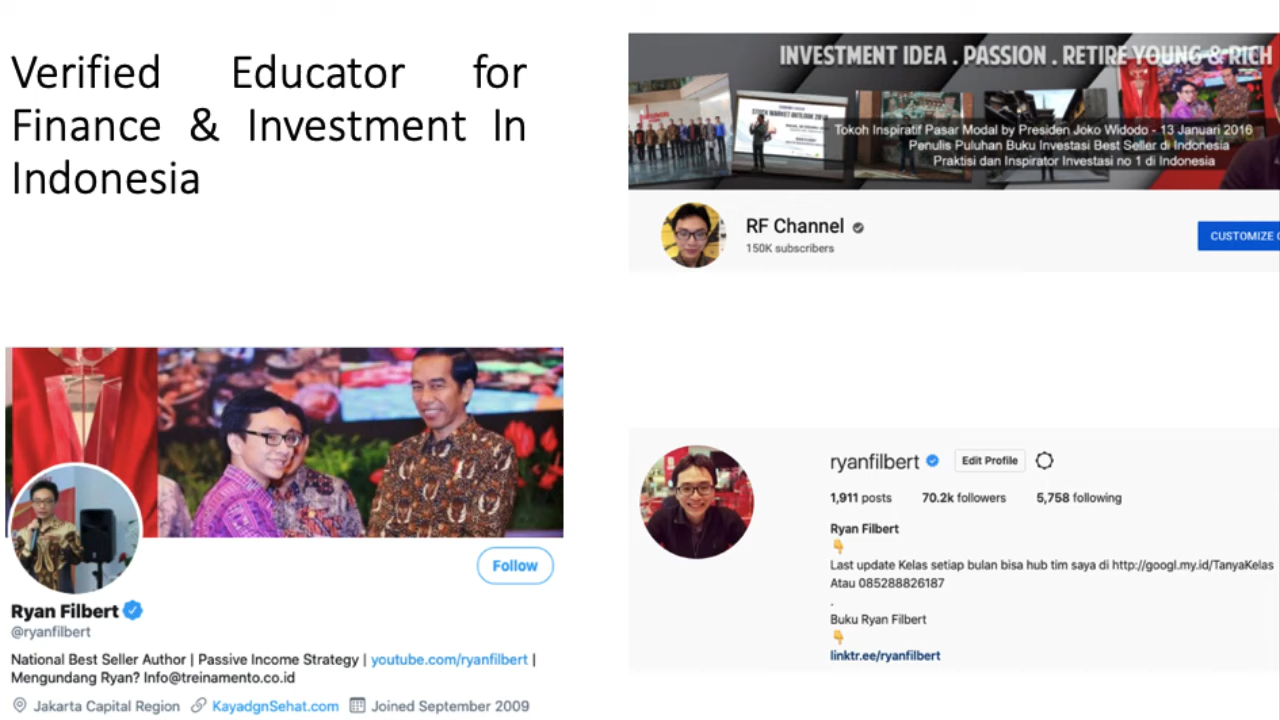 Verified Educator for
Finance & Investment In
Indonesia
INVESTMENT IDEA . PASSION . RETIRE YOUNG & RICH
Tokoh Inspiratif Pasar Modal by Presiden Joko Widodo - 13 Januari 2016
Penulis Puluhan Buku Investasi Best Seller di Indonesia
Praktisi dan Inspirator Investasi no 1 di Indonesia
RF Channel
150K subscribers
CUSTOMIZE
Follow
Ryan Filbert
@ryanfilbert
National Best Seller Author | Passive Income Strategy | youtube.com/ryanfilbert |
Mengundang Ryan? Info@treinamento.co.id
Jakarta Capital Region KayadgnSehat.com Joined September 2009
ryanfilbert Edit Profile
1,911 posts 70.2k followers 5,758 following
Ryan Filbert
Last update Kelas setiap bulan bisa hub tim saya di http://googl.my.id/TanyaKelas
Atau 085288826187
.
Buku Ryan Filbert
linktr.ee/ryanfilbert